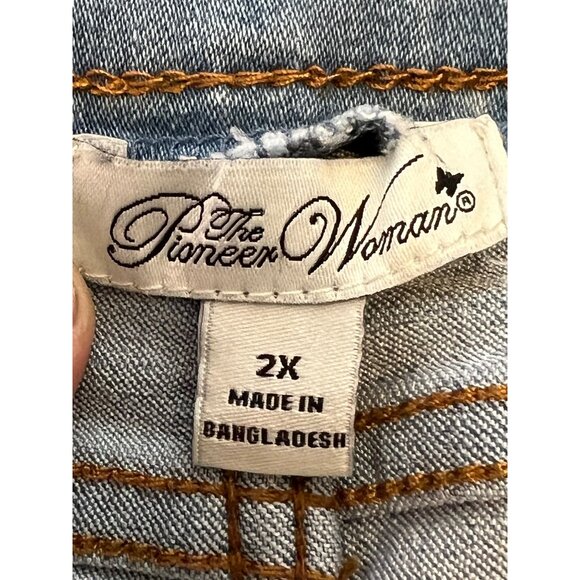 The
Pioneer Woman®
2X
MADE IN
BANGLADESH